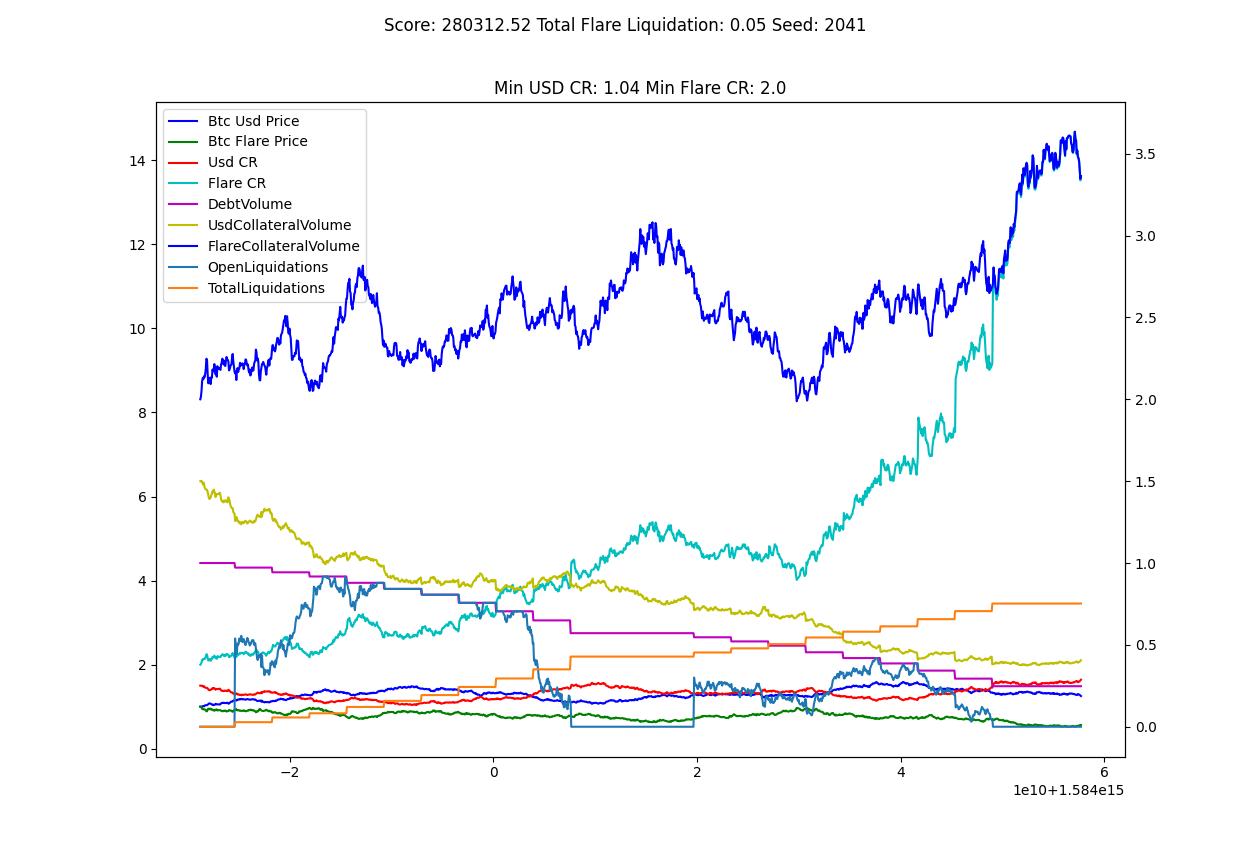 Score: 280312.52 Total Flare Liquidation: 0.05 Seed: 2041
Min USD CR: 1.04 Min Flare CR: 2.0
Btc Usd Price
Btc Flare Price
Usd CR
Flare CR
DebtVolume
UsdCollateralVolume
FlareCollateralVolume
OpenLiquidations
TotalLiquidations
14
12
10
8
6
4
2
0
3.5
3.0
2.5
2.0
1.5
1.0
0.5
0.0
−2 0 2 4 6
1e10+1.584e15